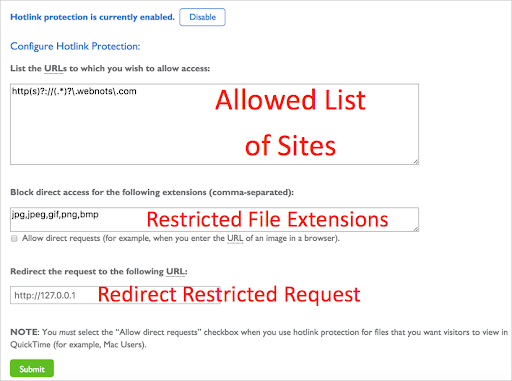 Hotlink protection is currently enabled. Disable
Configure Hotlink Protection:
List the URLs to which you wish to allow access:
http(s)?://(.*)?\.webnots\.com
Allowed List
of Sites
Block direct access for the following extensions (comma-separated):
jpg,jpeg,gif,png,bmp
Restricted File Extensions
Allow direct requests (for example, when you enter the URL of an image in a browser).
Redirect the request to the following URL:
http://127.0.0.1
Redirect Restricted Request
NOTE: You must select the “Allow direct requests” checkbox when you use hotlink protection for files that you want visitors to view in
QuickTime (for example, Mac Users).
Submit